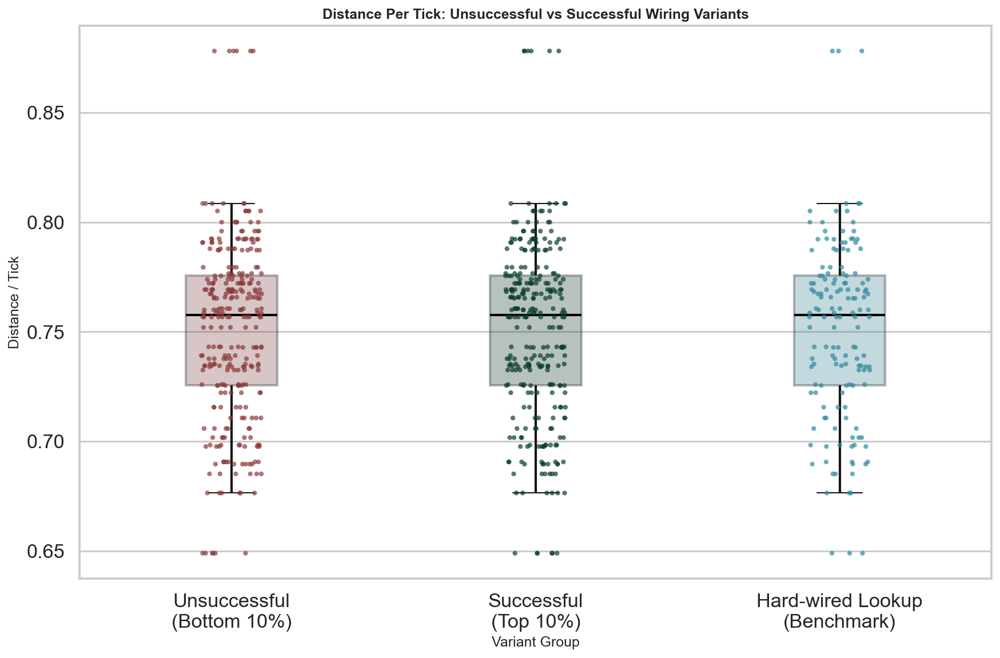 Distance Per Tick: Unsuccessful vs Successful Wiring Variants
Distance / Tick
0.85
0.80
0.75
0.70
0.65
Unsuccessful
(Bottom 10%)
Successful
(Top 10%)
Hard-wired Lookup
(Benchmark)
Variant Group